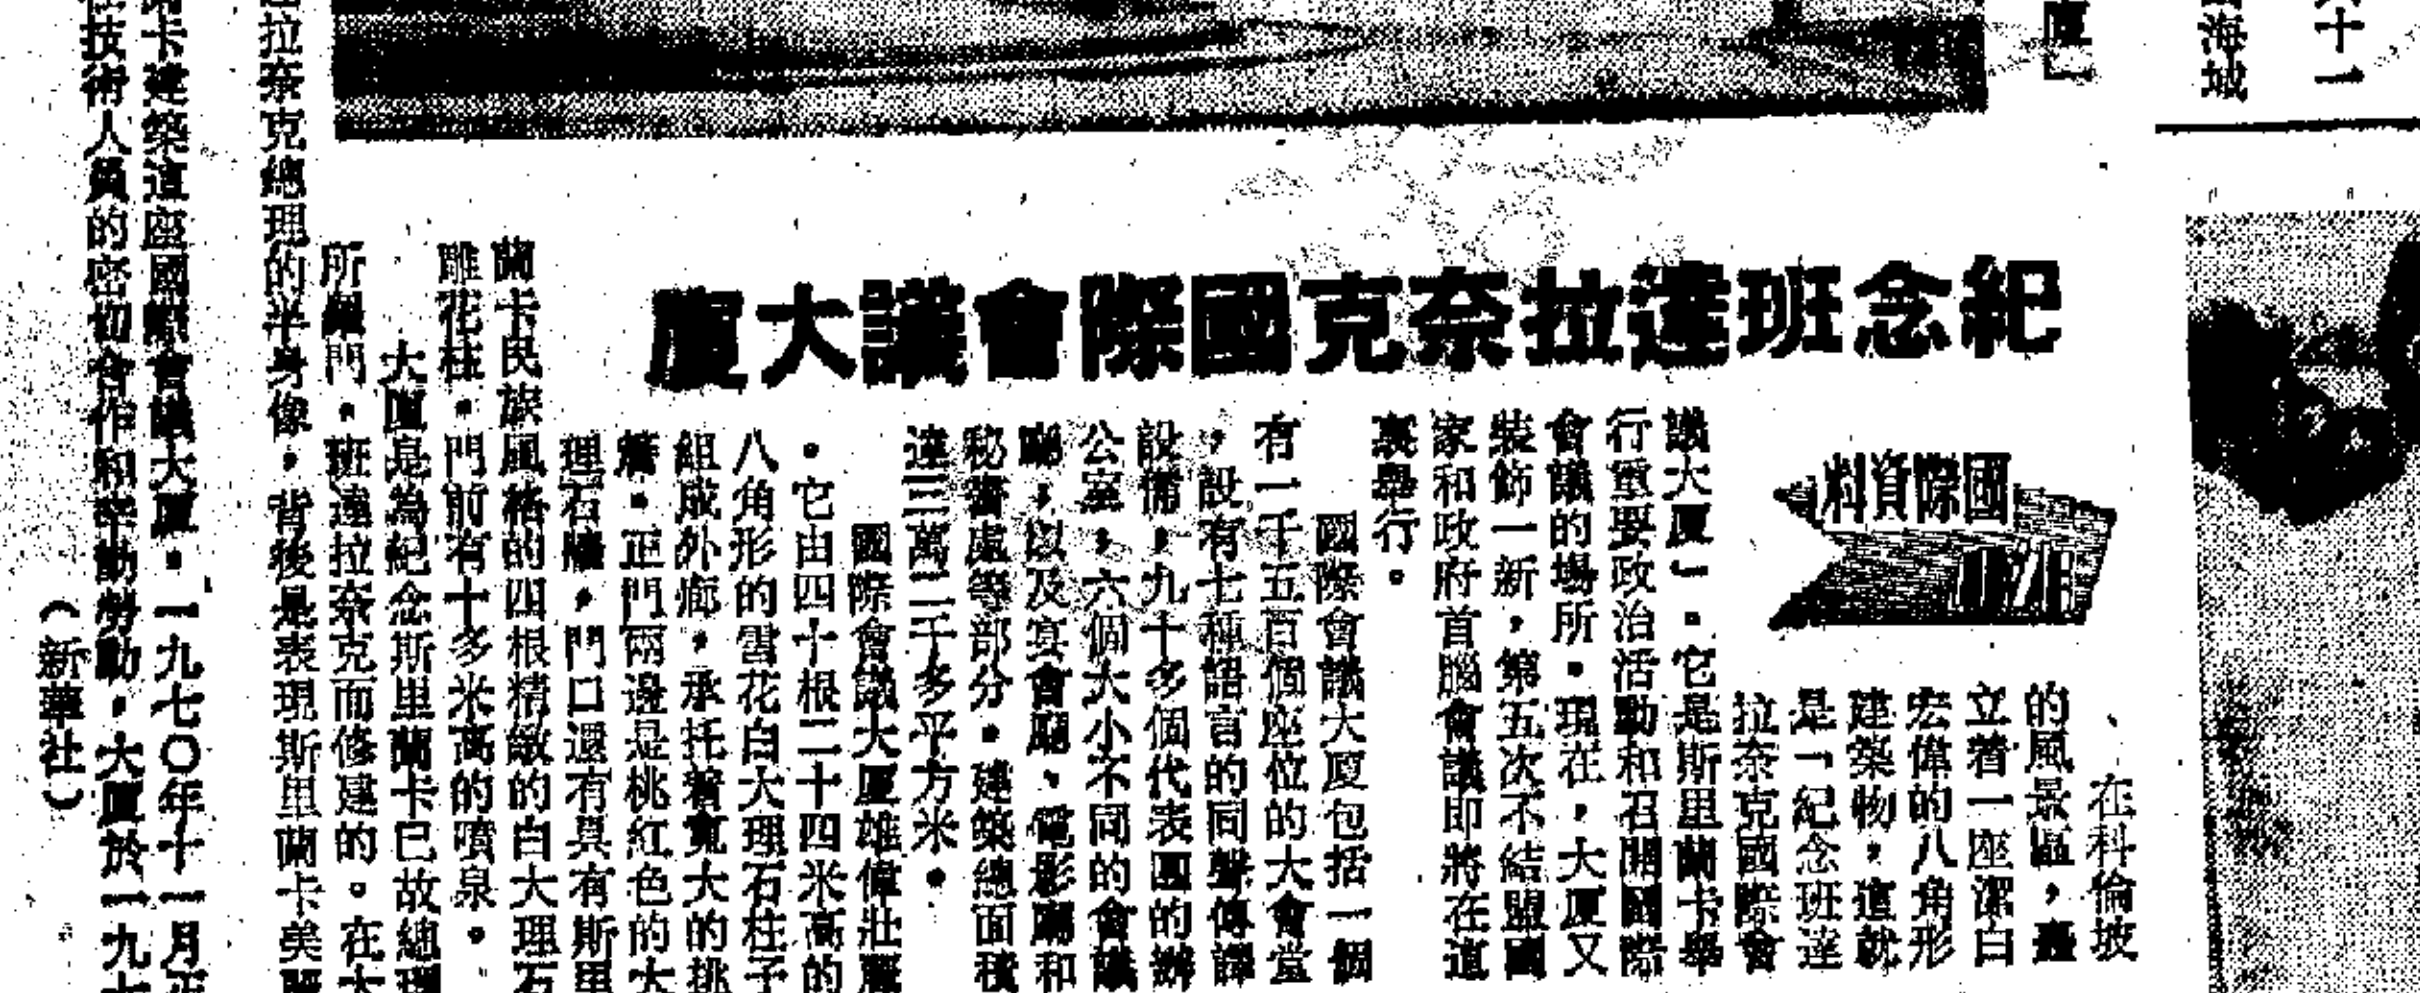 紀念班達拉奈克國際會議大廈
國際資料
在科倫坡
的風景區，矗
立着一座潔白
宏偉的八角形
建築物，這就
是「紀念班達
拉奈克國際會
議大厦」。它是斯里蘭卡舉
行重要政治活動和召開國際
會議的場所。現在，大厦又
裝飾一新，第五次不結盟國
家和政府首腦會議即將在這
裏舉行。
國際會議大厦包括一個
有一千五百個座位的大會堂
，設有七種語言的同聲傳譯
設備，九十多個代表團的辦
公室，六個大小不同的會議
廳，以及宴會廳、電影廳和
秘書處等部分。建築總面積
達三萬二千多平方米。
國際會議大厦雄偉壯麗
。它由四十根二十四米高的
八角形的雲花白大理石柱子
組成外廊，承托着寬大的挑
簷。正門兩邊是桃紅色的大
理石牆，門口還有具有斯里
蘭卡民族風格的四根精緻的白大理石
雕花柱。門前有十多米高的噴泉。
大厦是為紀念斯里蘭卡已故總理
所羅門・班達拉奈克而修建的。在大
拉奈克總理的半身像，背後是表現斯里蘭卡美麗
卡建築這座國際會議大厦。一九七〇年十一月正
技術人員的密切合作和辛勤勞動，大厦於一九七
（新華社）
廈」
十一
海域